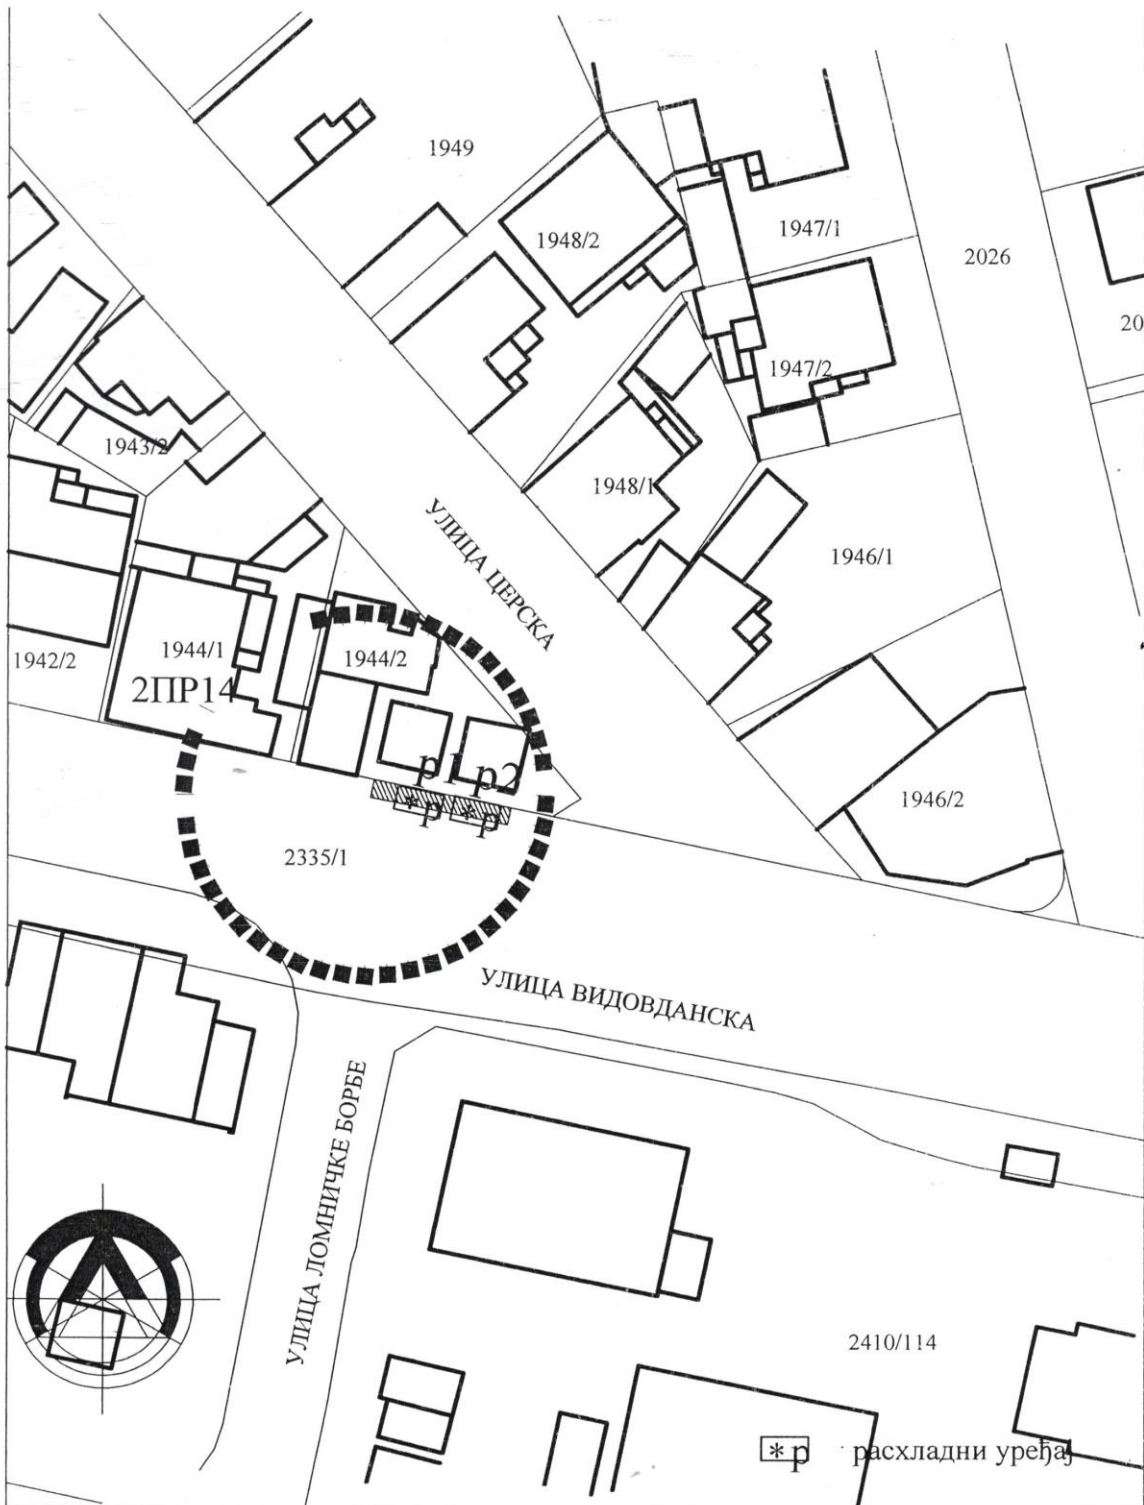 1949
1948/2
1947/1
2026
20
1947/2
1943/2
1948/1
УЛИЦА ЦЕРСКА
1946/1
1942/2
1944/1
1944/2
2ПР14
р1 р2
* р
* р
1946/2
2335/1
УЛИЦА ВИДОВДАНСКА
УЛИЦА ЛОМНИЧКЕ БОРБЕ
2410/114
* р расхладни уређај